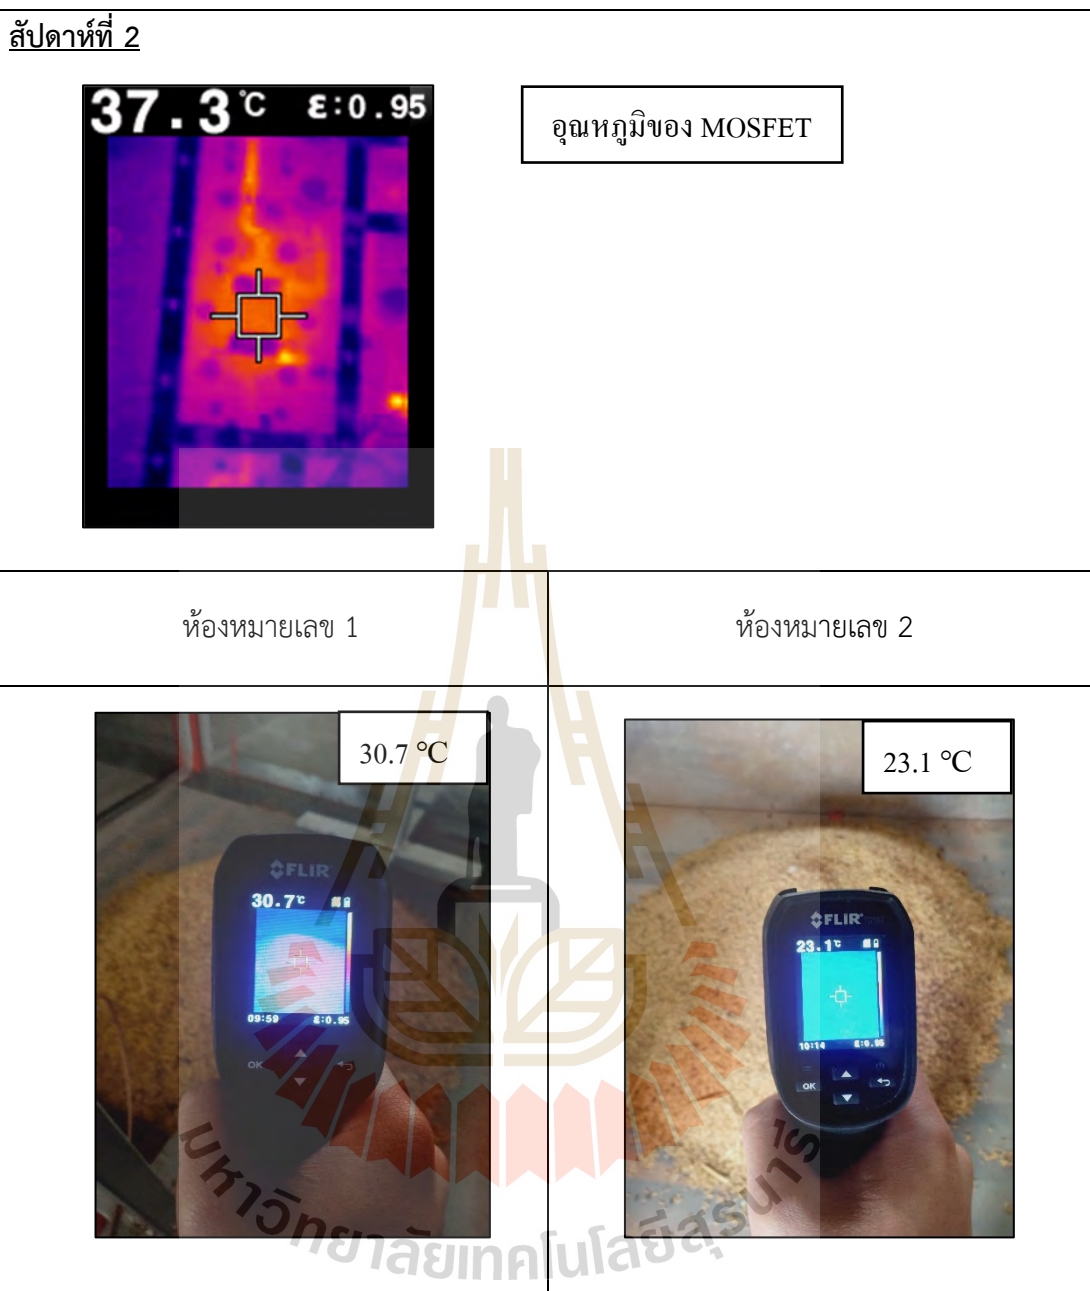 สัปดาห์ที่ 2
37.3°C ε:0.95
อุณหภูมิของ MOSFET
ห้องหมายเลข 1
ห้องหมายเลข 2
30.7 °C
23.1 °C
FLIR
30.7°C
09:59 ε:0.95
OK
FLIR
23.1°C
10:14 ε:0.95
OK
มหาวิทยาลัยเทคโนโลยีสุรนารี